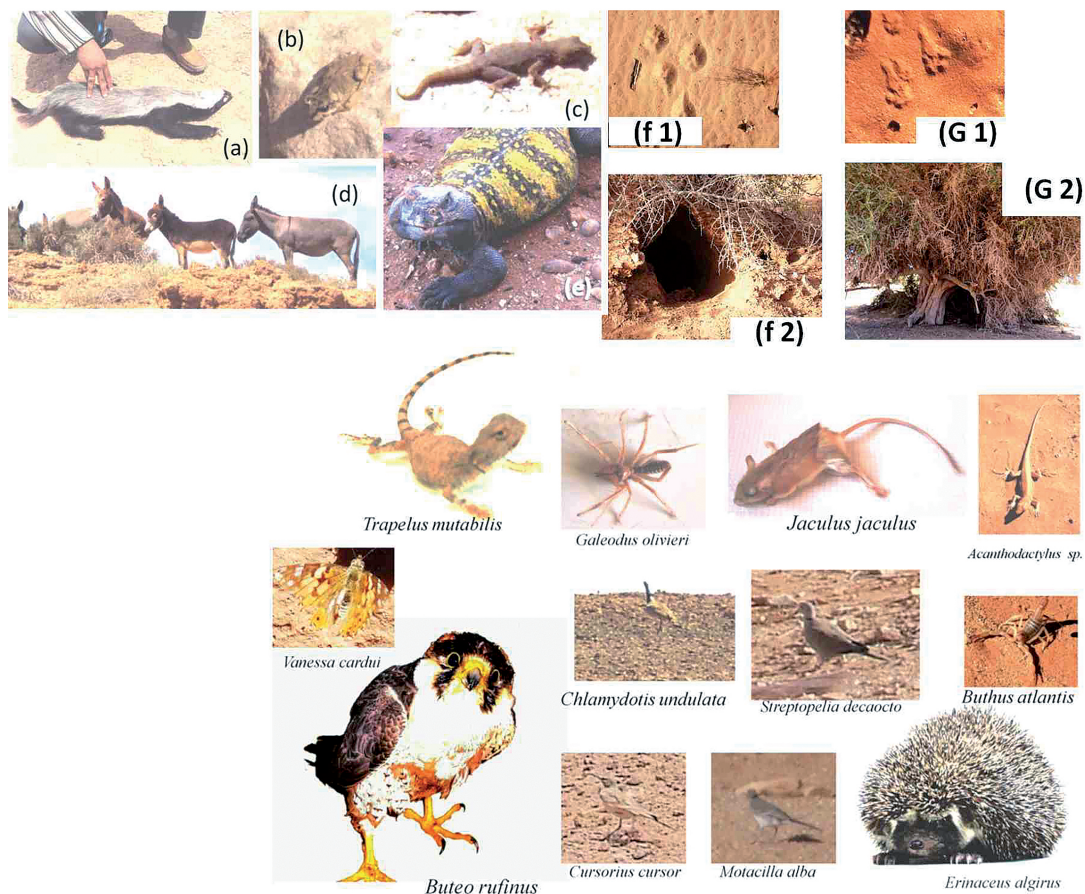 (a)
(b)
(c)
(d)
(e)
(f 1)
(G 1)
(f 2)
(G 2)
Trapelus mutabilis
Galeodus olivieri
Jaculus jaculus
Acanthodactylus sp.
Vanessa cardui
Chlamydotis undulata
Streptopelia decaocto
Buthus atlantis
Buteo rufinus
Cursorius cursor
Motacilla alba
Erinaceus algirus